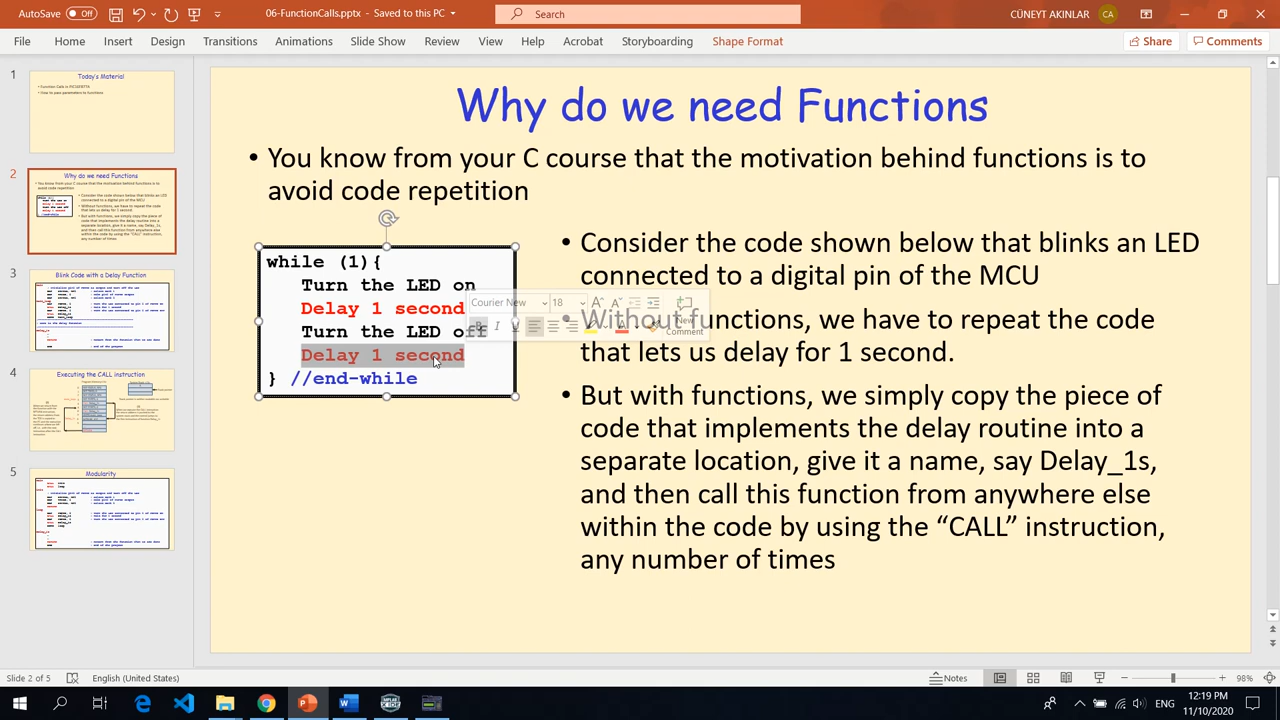 AutoSave Off 06-FunctionCalls.pptx - Saved to this PC Search CÜNEYT AKINLAR CA
File Home Insert Design Transitions Animations Slide Show Review View Help Acrobat Storyboarding Shape Format Share Comments
1
Today's Material
2
Why do we need Functions
3
Blink Code with a Delay Function
4
Executing the CALL instruction
5
Modularity
Why do we need Functions
• You know from your C course that the motivation behind functions is to
avoid code repetition
while (1){
Turn the LED on
Delay 1 second
Turn the LED off
Delay 1 second
} //end-while
Courier New 18
New
Comment
• Consider the code shown below that blinks an LED
connected to a digital pin of the MCU
• Without functions, we have to repeat the code
that lets us delay for 1 second.
• But with functions, we simply copy the piece of
code that implements the delay routine into a
separate location, give it a name, say Delay_1s,
and then call this function from anywhere else
within the code by using the “CALL” instruction,
any number of times
Slide 2 of 5 English (United States) Notes 98%
ENG 12:19 PM
11/10/2020